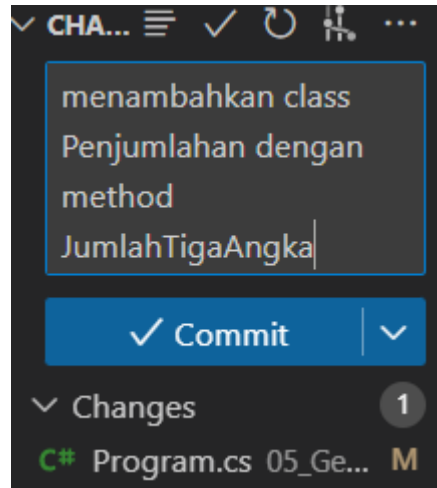 CHA...
menambahkan class
Penjumlahan dengan
method
JumlahTigaAngka
Commit
Changes 1
C# Program.cs 05_Ge... M